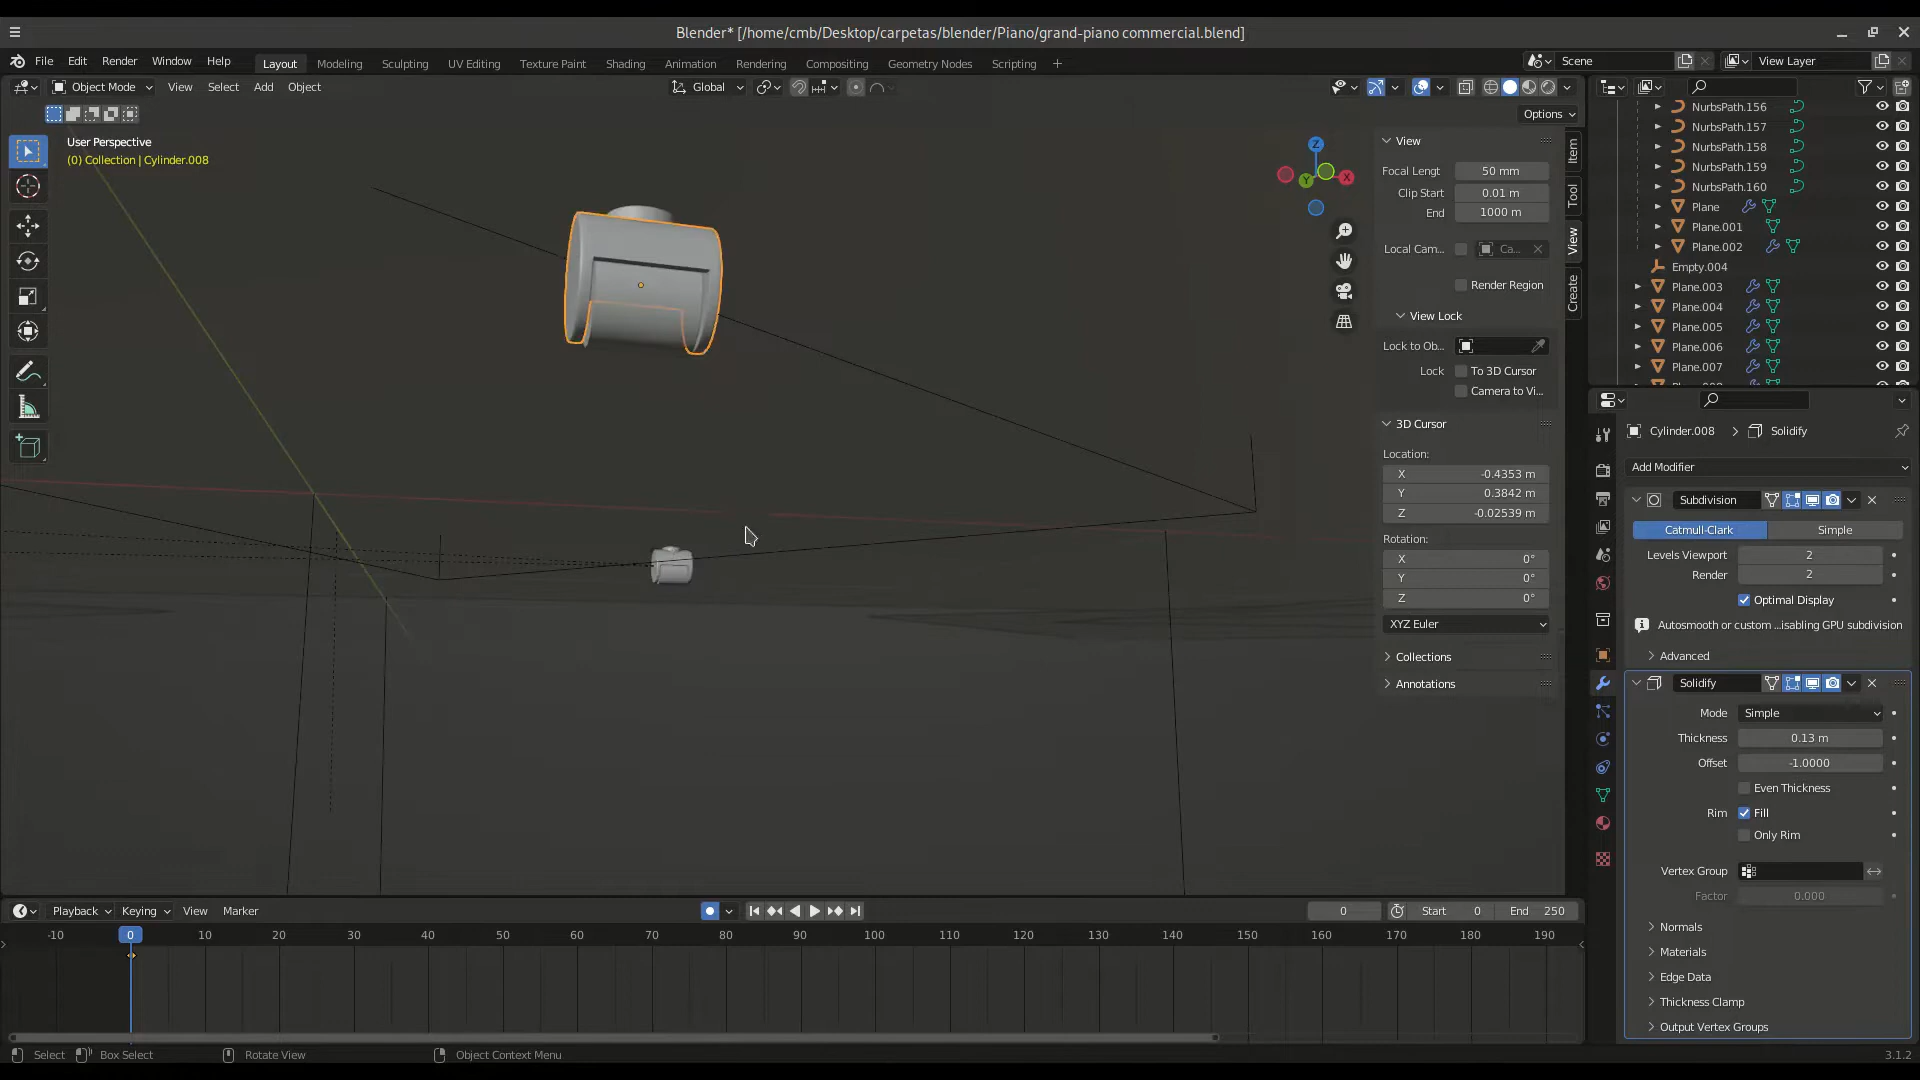 Blender* [/home/cmb/Desktop/carpetas/blender/Piano/grand-piano commercial.blend]
File Edit Render Window Help Layout Modeling Sculpting UV Editing Texture Paint Shading Animation Rendering Compositing Geometry Nodes Scripting + Scene View Layer
Object Mode View Select Add Object Global
Options
User Perspective
(0) Collection | Cylinder.008
Z
Y
X
View
Focal Lengt 50 mm
Clip Start 0.01 m
End 1000 m
Local Cam... Ca...
Render Region
View Lock
Lock to Ob...
Lock To 3D Cursor
Camera to Vi...
3D Cursor
Location:
X -0.4353 m
Y 0.3842 m
Z -0.02539 m
Rotation:
X 0°
Y 0°
Z 0°
XYZ Euler
Collections
Annotations
Item
Tool
View
Create
NurbsPath.156
NurbsPath.157
NurbsPath.158
NurbsPath.159
NurbsPath.160
Plane
Plane.001
Plane.002
Empty.004
Plane.003
Plane.004
Plane.005
Plane.006
Plane.007
Cylinder.008 Solidify
Add Modifier
Subdivision
Catmull-Clark Simple
Levels Viewport 2
Render 2
Optimal Display
Autosmooth or custom ...isabling GPU subdivision
Advanced
Solidify
Mode Simple
Thickness 0.13 m
Offset -1.0000
Even Thickness
Rim Fill
Only Rim
Vertex Group
Factor 0.000
Normals
Materials
Edge Data
Thickness Clamp
Output Vertex Groups
Playback Keying View Marker 0 Start 0 End 250
-10 0 10 20 30 40 50 60 70 80 90 100 110 120 130 140 150 160 170 180 190
Select Box Select Rotate View Object Context Menu 3.1.2